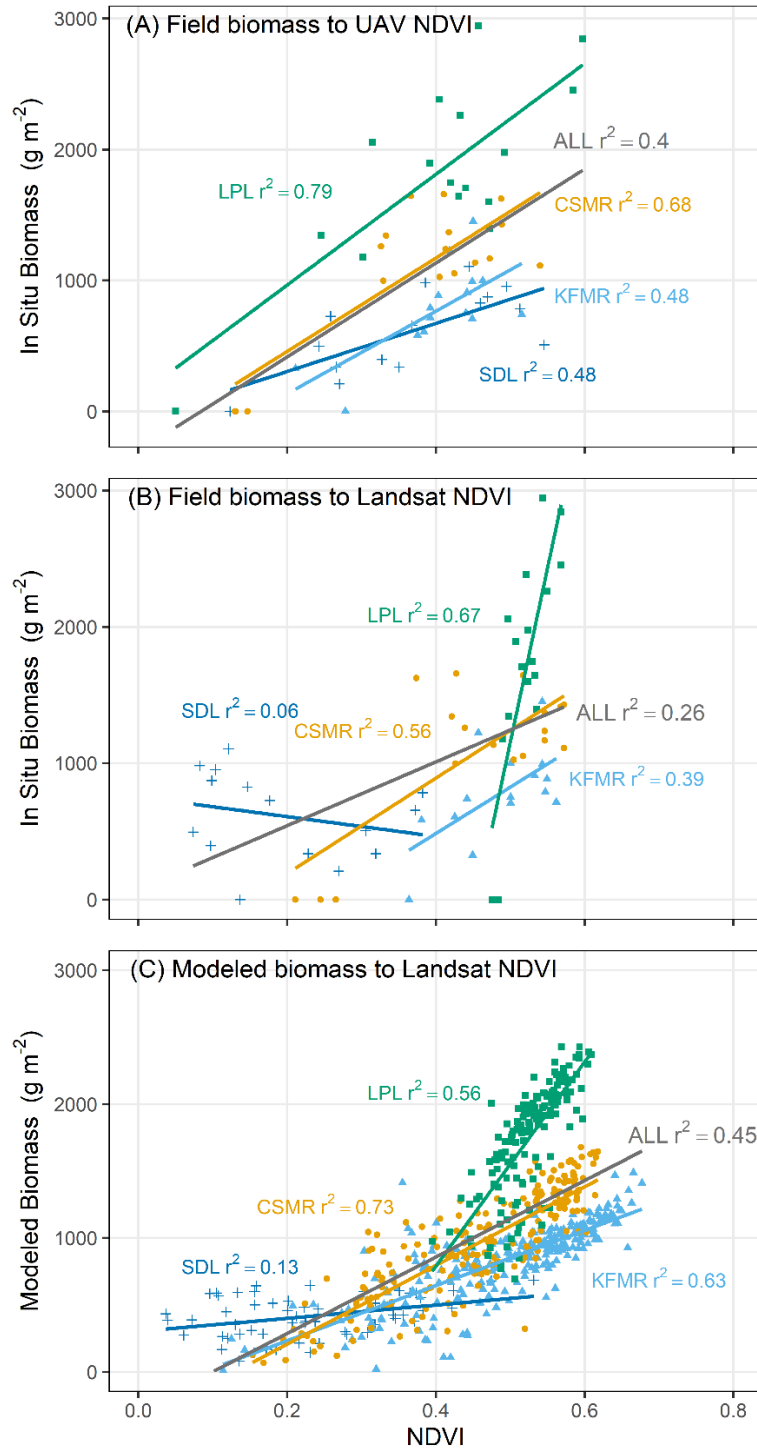 (A) Field biomass to UAV NDVI
3000
2000
1000
0
In Situ Biomass (g m⁻²)
ALL r² = 0.4
LPL r² = 0.79
CSMR r² = 0.68
KFMR r² = 0.48
SDL r² = 0.48
(B) Field biomass to Landsat NDVI
3000
2000
1000
0
In Situ Biomass (g m⁻²)
LPL r² = 0.67
SDL r² = 0.06
ALL r² = 0.26
CSMR r² = 0.56
KFMR r² = 0.39
(C) Modeled biomass to Landsat NDVI
3000
2000
1000
0
Modeled Biomass (g m⁻²)
LPL r² = 0.56
ALL r² = 0.45
CSMR r² = 0.73
SDL r² = 0.13
KFMR r² = 0.63
0.0 0.2 0.4 0.6 0.8
NDVI